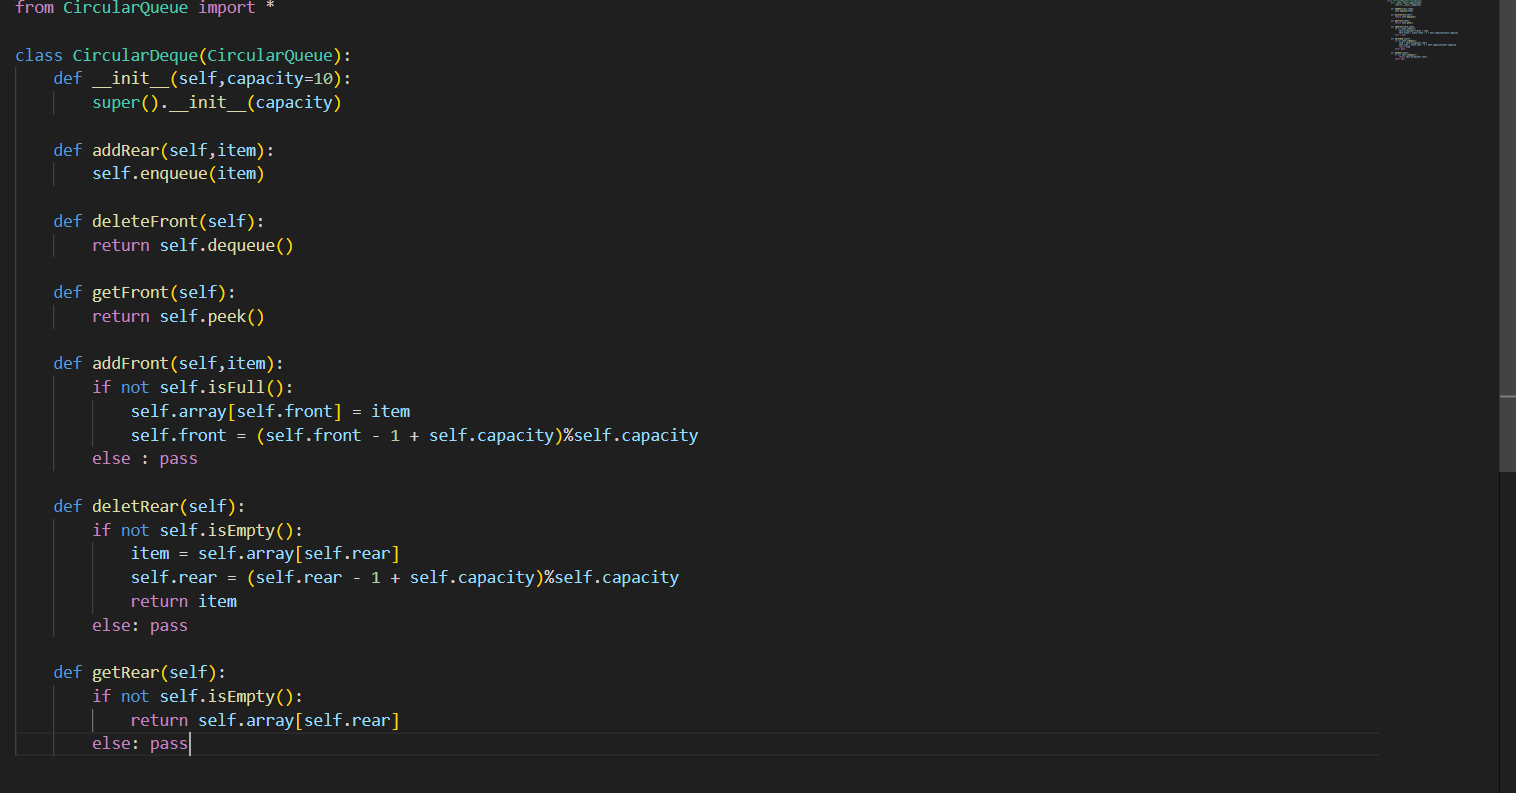 from CircularQueue import *
class CircularDeque(CircularQueue):
def __init__(self,capacity=10):
super().__init__(capacity)
def addRear(self,item):
self.enqueue(item)
def deleteFront(self):
return self.dequeue()
def getFront(self):
return self.peek()
def addFront(self,item):
if not self.isFull():
self.array[self.front] = item
self.front = (self.front - 1 + self.capacity)%self.capacity
else : pass
def deletRear(self):
if not self.isEmpty():
item = self.array[self.rear]
self.rear = (self.rear - 1 + self.capacity)%self.capacity
return item
else: pass
def getRear(self):
if not self.isEmpty():
return self.array[self.rear]
else: pass